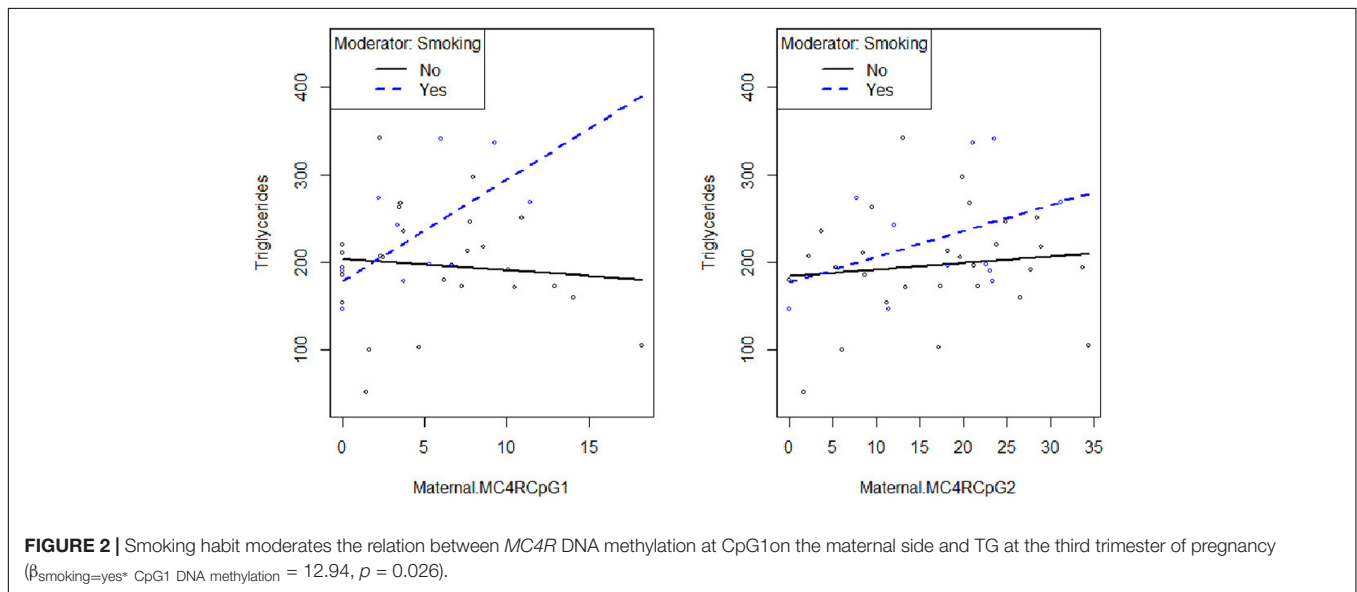 Moderator: Smoking
No
Yes
400
300
200
100
Triglycerides
0 5 10 15
Maternal.MC4RCpG1
Moderator: Smoking
No
Yes
400
300
200
100
Triglycerides
0 5 10 15 20 25 30 35
Maternal.MC4RCpG2
FIGURE 2 | Smoking habit moderates the relation between MC4R DNA methylation at CpG1on the maternal side and TG at the third trimester of pregnancy
(βsmoking=yes* CpG1 DNA methylation = 12.94, p = 0.026).